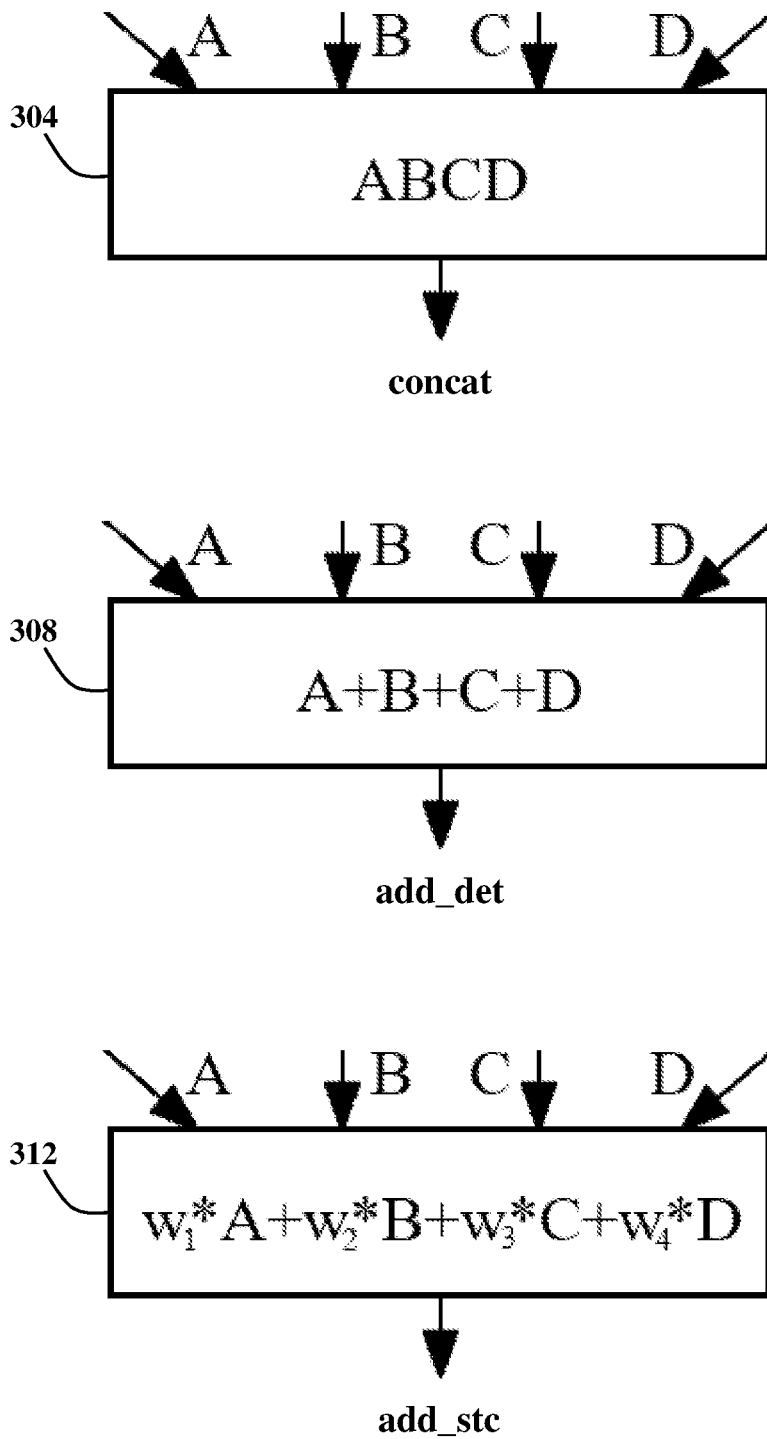 A B C D
304
ABCD
concat
A B C D
308
A+B+C+D
add_det
A B C D
312
w₁*A+w₂*B+w₃*C+w₄*D
add_stc